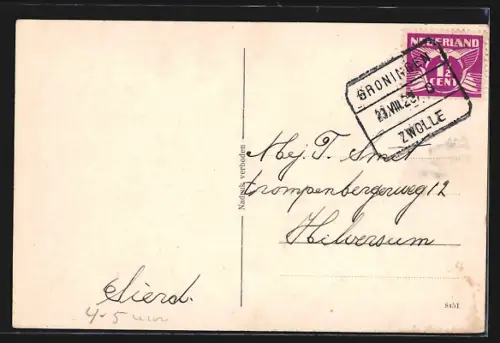 NEDERLAND
1½
CENT
GRONINGEN
23.VIII.29 D
ZWOLLE
Mej. T. Smet
trompenbergerweg 12
Hilversum
Nadruk verboden
Sierd.
4-5 uur
8451